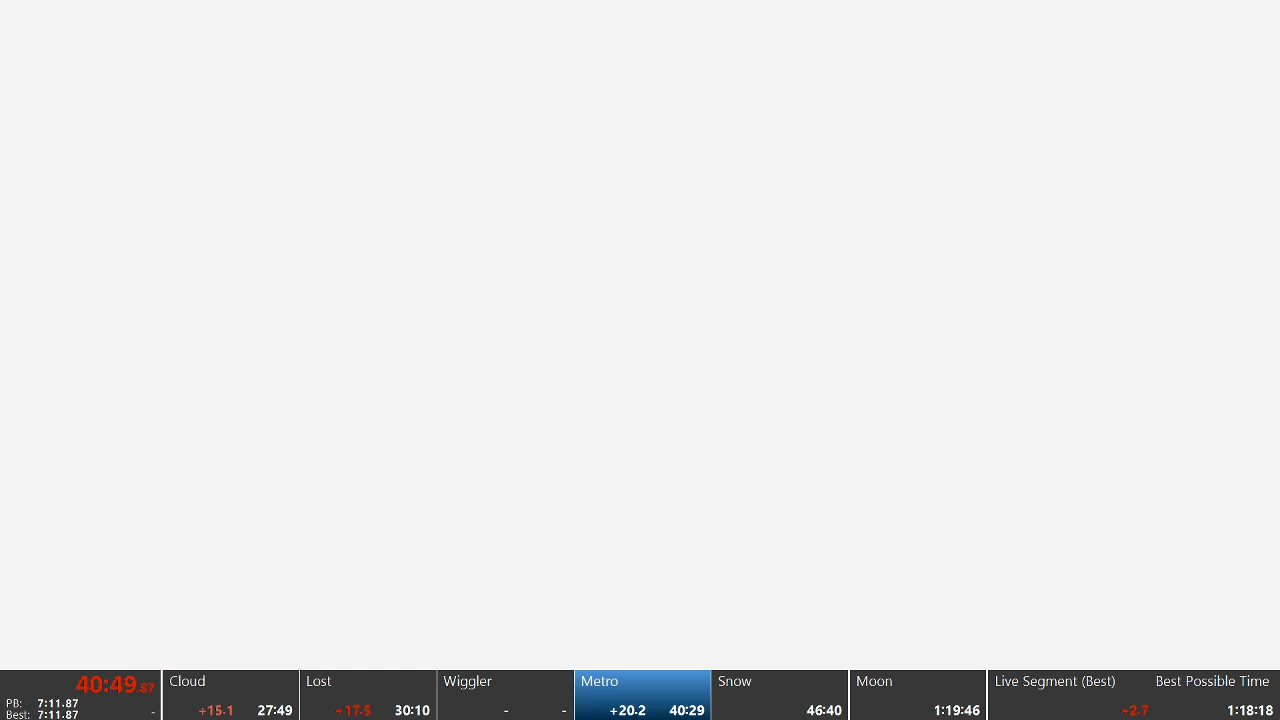 40:49.87
PB: 7:11.87
Best: 7:11.87 -
Cloud
+15.1 27:49
Lost
+17.5 30:10
Wiggler
- -
Metro
+20.2 40:29
Snow
46:40
Moon
1:19:46
Live Segment (Best)
+2.7
Best Possible Time
1:18:18